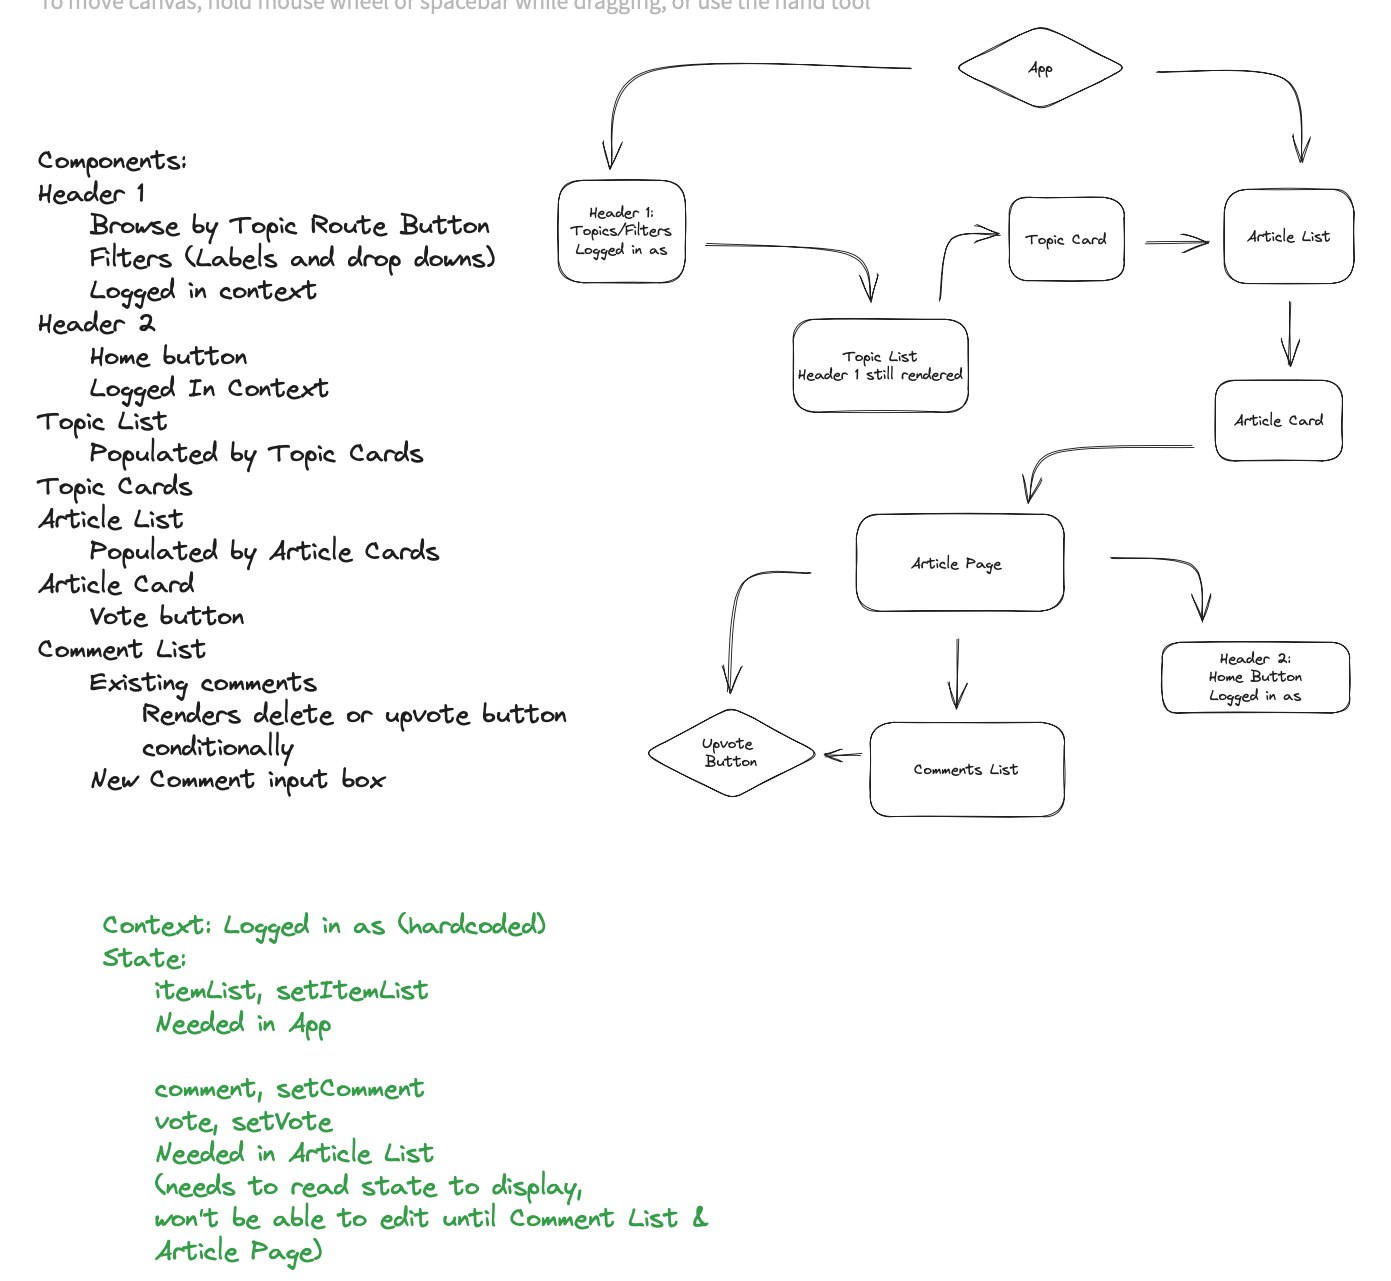 To move canvas, hold mouse wheel or spacebar while dragging, or use the hand tool
App
Components:
Header 1
Browse by Topic Route Button
Filters (Labels and drop downs)
Logged in context
Header 2
Home button
Logged In Context
Topic List
Populated by Topic Cards
Topic Cards
Article List
Populated by Article Cards
Article Card
Vote button
Comment List
Existing comments
Renders delete or upvote button
conditionally
New Comment input box
Header 1:
Topics/Filters
Logged in as
Topic Card
Article List
Topic List
Header 1 still rendered
Article Card
Article Page
Header 2:
Home Button
Logged in as
Upvote
Button
Comments List
Context: Logged in as (hardcoded)
State:
itemList, setItemList
Needed in App
comment, setComment
vote, setVote
Needed in Article List
(needs to read state to display,
won't be able to edit until Comment List &
Article Page)